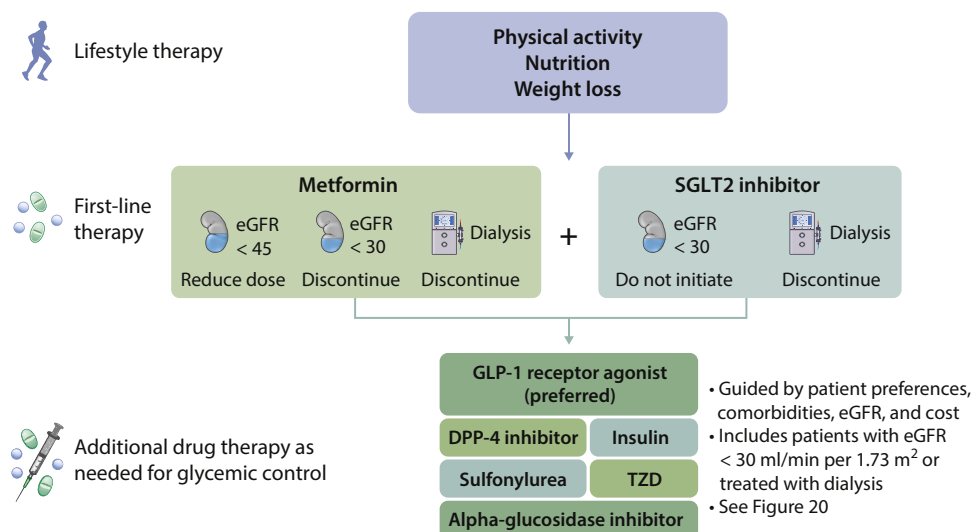 Lifestyle therapy
Physical activity
Nutrition
Weight loss
First-line
therapy
Metformin
eGFR
< 45
Reduce dose
eGFR
< 30
Discontinue
Dialysis
Discontinue
+
SGLT2 inhibitor
eGFR
< 30
Do not initiate
Dialysis
Discontinue
Additional drug therapy as
needed for glycemic control
GLP-1 receptor agonist
(preferred)
DPP-4 inhibitor
Insulin
Sulfonylurea
TZD
Alpha-glucosidase inhibitor
• Guided by patient preferences,
comorbidities, eGFR, and cost
• Includes patients with eGFR
< 30 ml/min per 1.73 m² or
treated with dialysis
• See Figure 20